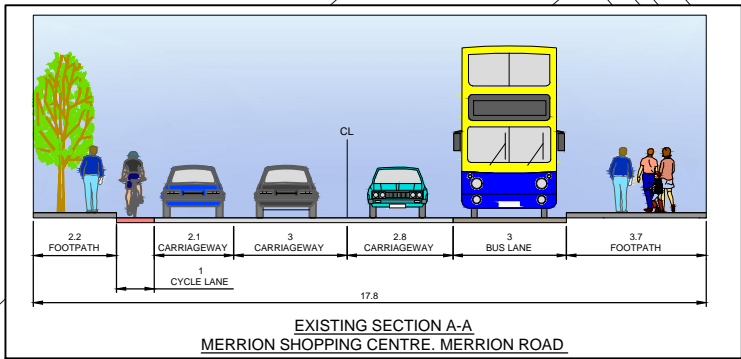 CL
2.2
FOOTPATH
2.1
CARRIAGEWAY
3
CARRIAGEWAY
2.8
CARRIAGEWAY
3
BUS LANE
3.7
FOOTPATH
1
CYCLE LANE
17.8
EXISTING SECTION A-A
MERRION SHOPPING CENTRE. MERRION ROAD